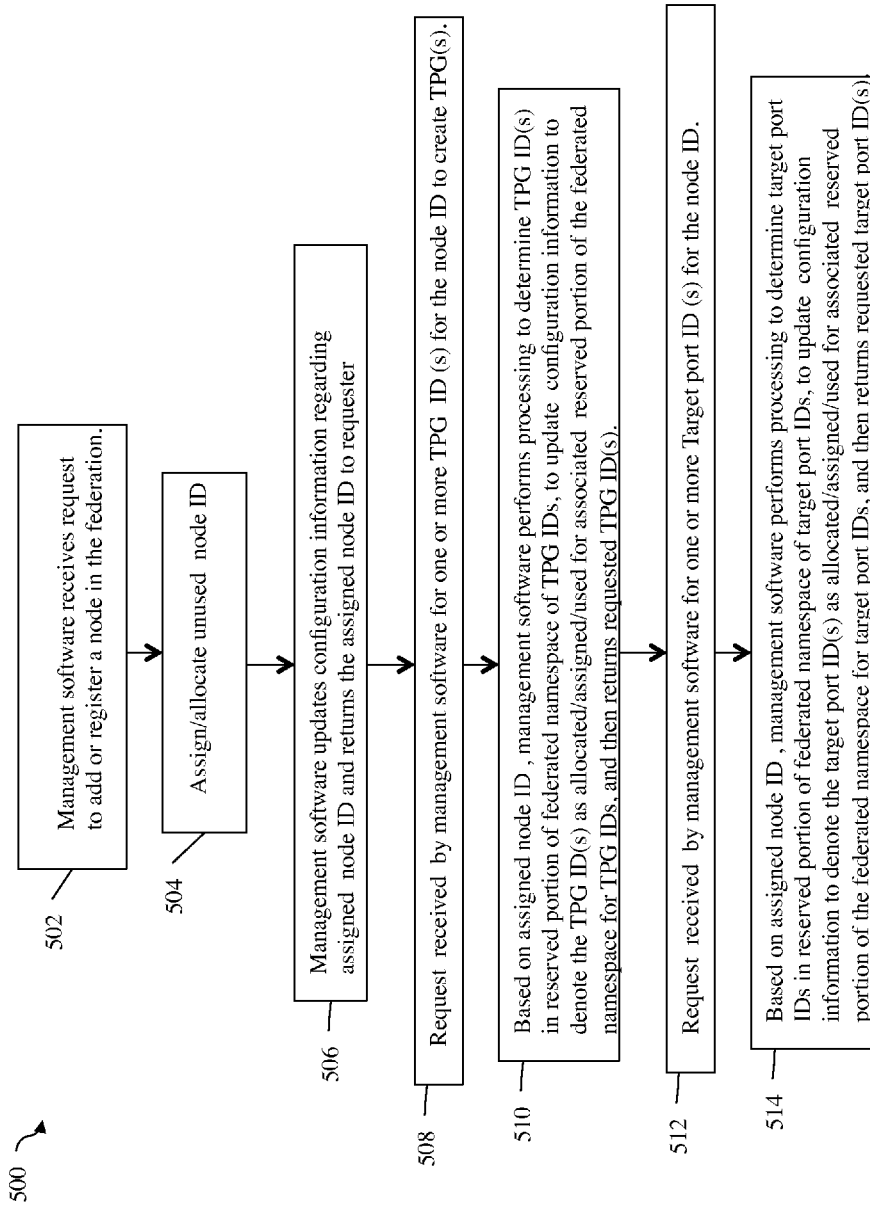 500
502
Management software receives request
to add or register a node in the federation.
504
Assign/allocate unused node ID
506
Management software updates configuration information regarding
assigned node ID and returns the assigned node ID to requester
508
Request received by management software for one or more TPG ID (s) for the node ID to create TPG(s).
510
Based on assigned node ID , management software performs processing to determine TPG ID(s)
in reserved portion of federated namespace of TPG IDs, to update configuration information to
denote the TPG ID(s) as allocated/assigned/used for associated reserved portion of the federated
namespace for TPG IDs, and then returns requested TPG ID(s).
512
Request received by management software for one or more Target port ID (s) for the node ID.
514
Based on assigned node ID , management software performs processing to determine target port
IDs in reserved portion of federated namespace of target port IDs, to update configuration
information to denote the target port ID(s) as allocated/assigned/used for associated reserved
portion of the federated namespace for target port IDs, and then returns requested target port ID(s).